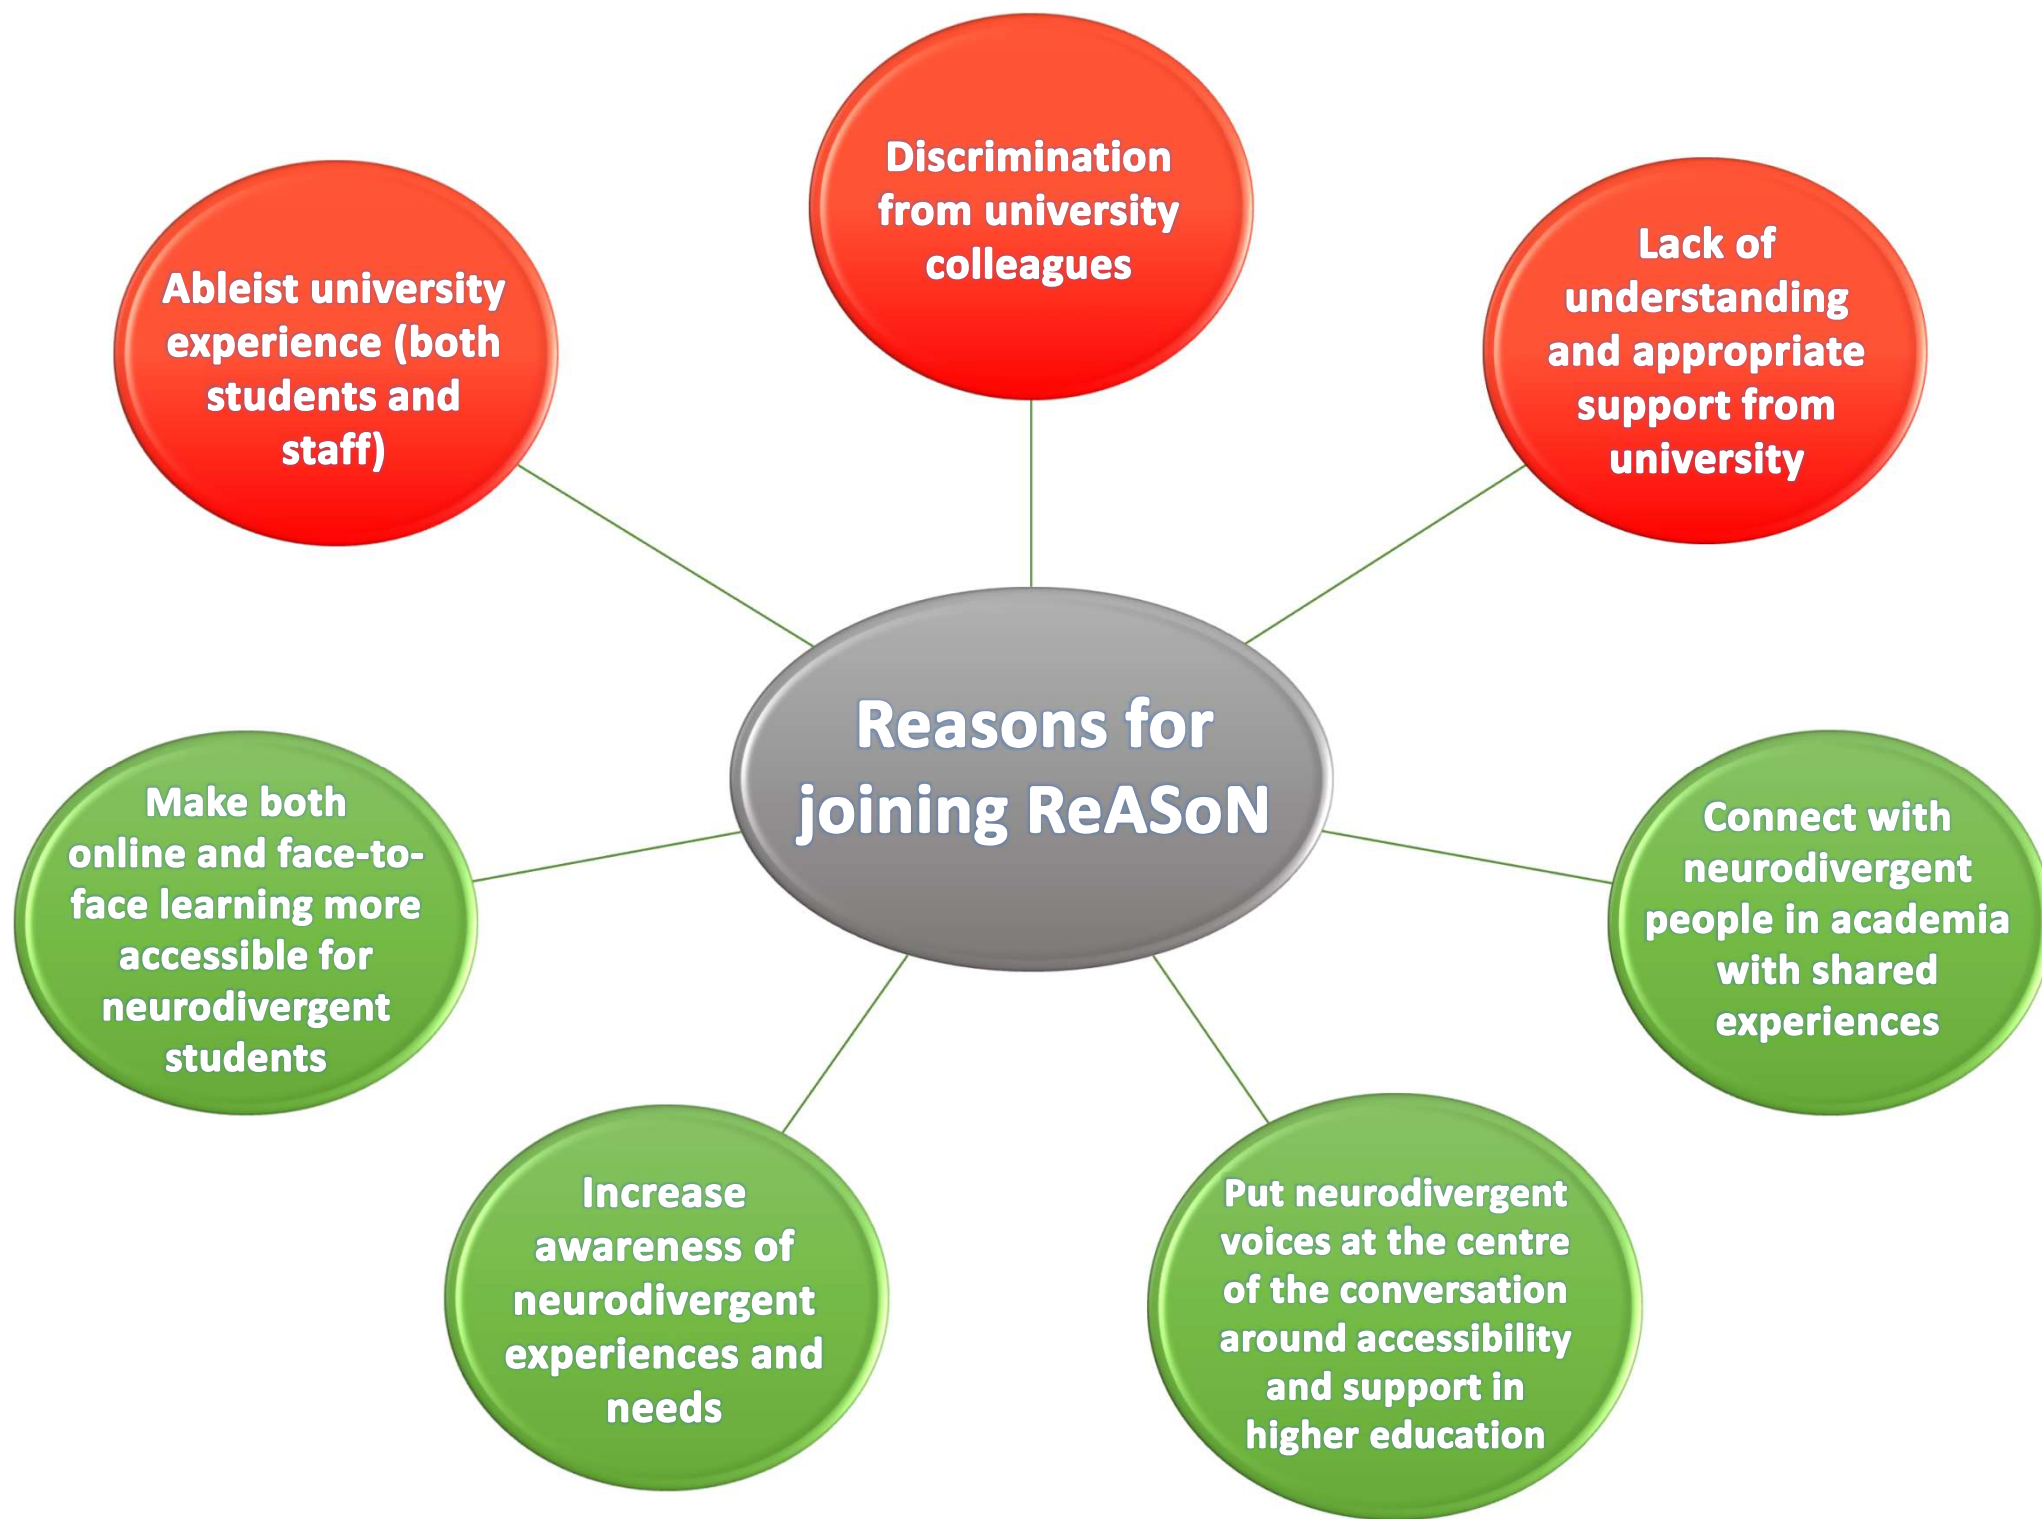 Discrimination
from university
colleagues
Ableist university
experience (both
students and
staff)
Lack of
understanding
and appropriate
support from
university
Reasons for
joining ReASoN
Make both
online and face-to-
face learning more
accessible for
neurodivergent
students
Connect with
neurodivergent
people in academia
with shared
experiences
Increase
awareness of
neurodivergent
experiences and
needs
Put neurodivergent
voices at the centre
of the conversation
around accessibility
and support in
higher education